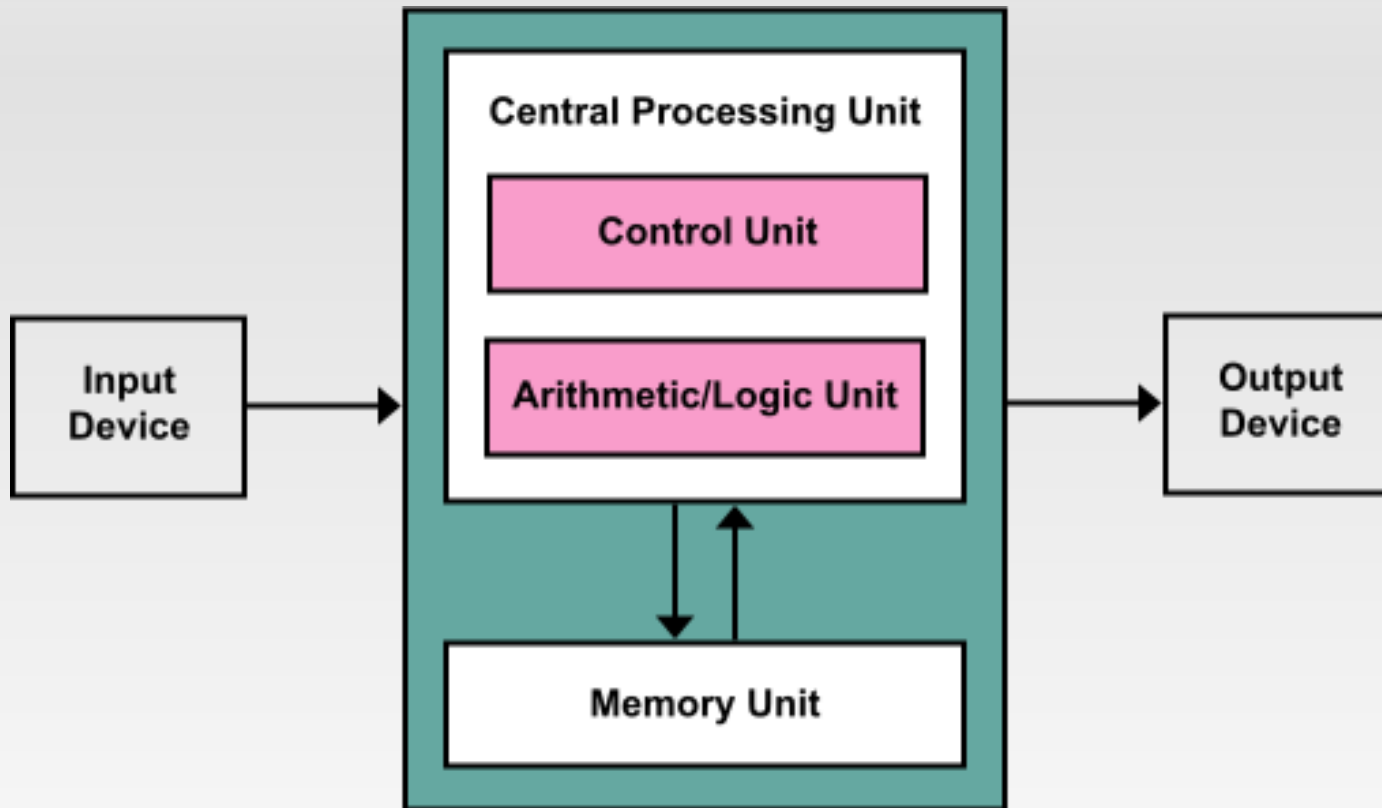 Central Processing Unit
Control Unit
Arithmetic/Logic Unit
Input
Device
Output
Device
Memory Unit